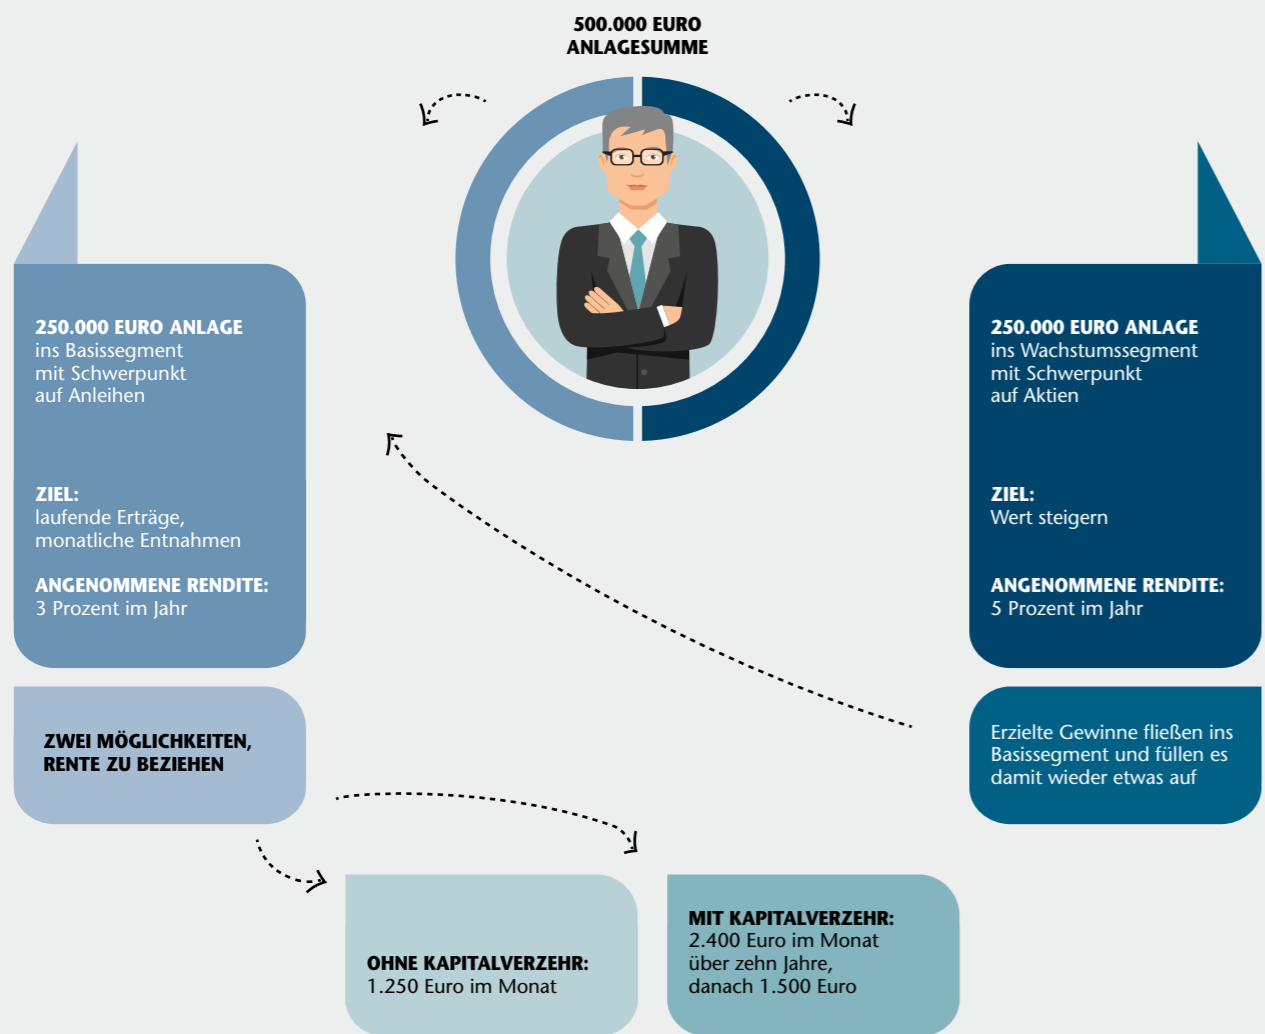 500.000 EURO
ANLAGESUMME
250.000 EURO ANLAGE
ins Basissegment
mit Schwerpunkt
auf Anleihen
ZIEL:
laufende Erträge,
monatliche Entnahmen
ANGENOMMENE RENDITE:
3 Prozent im Jahr
ZWEI MÖGLICHKEITEN,
RENTE ZU BEZIEHEN
250.000 EURO ANLAGE
ins Wachstumssegment
mit Schwerpunkt
auf Aktien
ZIEL:
Wert steigern
ANGENOMMENE RENDITE:
5 Prozent im Jahr
Erzielte Gewinne fließen ins
Basissegment und füllen es
damit wieder etwas auf
OHNE KAPITALVERZEHR:
1.250 Euro im Monat
MIT KAPITALVERZEHR:
2.400 Euro im Monat
über zehn Jahre,
danach 1.500 Euro